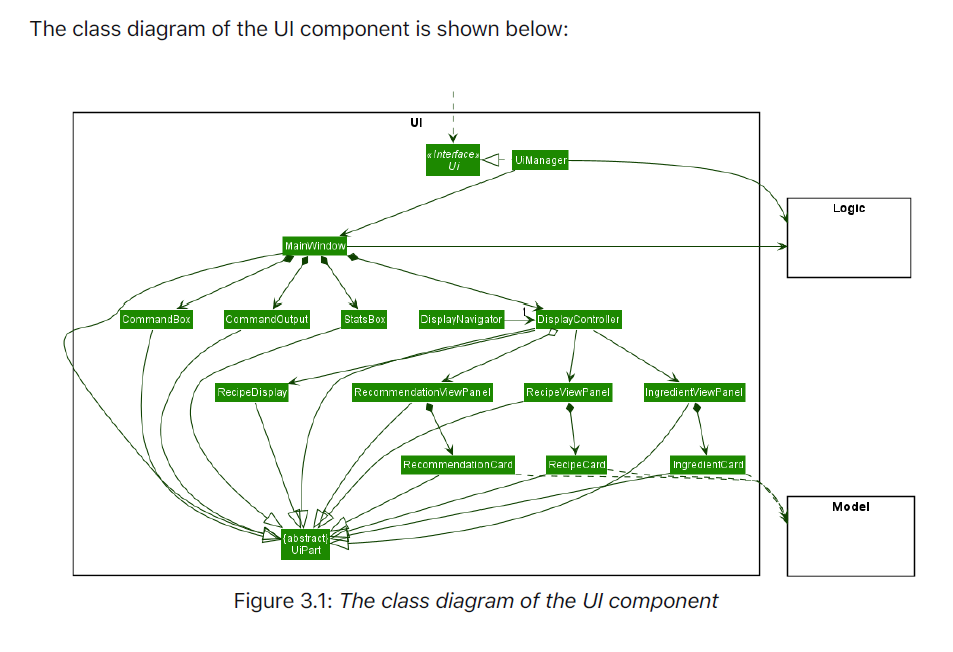 The class diagram of the UI component is shown below:
UI
«Interface»
Ui
UiManager
Logic
MainWindow
CommandBox
CommandOutput
StatsBox
DisplayNavigator
1
DisplayController
RecipeDisplay
RecommendationViewPanel
RecipeViewPanel
IngredientViewPanel
RecommendationCard
RecipeCard
IngredientCard
Model
{abstract}
UiPart
Figure 3.1: The class diagram of the UI component